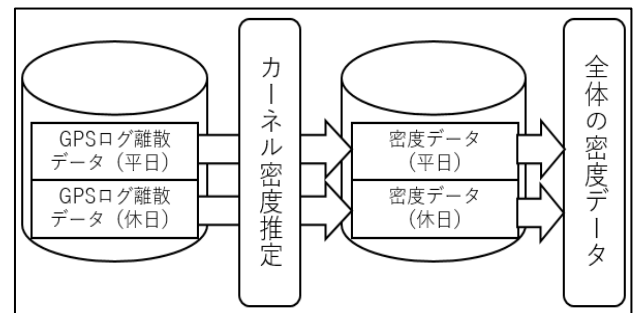 GPSログ離散
データ（平日）
GPSログ離散
データ（休日）
カーネル密度推定
密度データ
（平日）
密度データ
（休日）
全体の密度データ